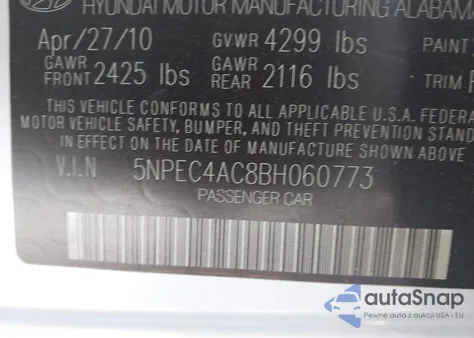 HYUNDAI MOTOR MANUFACTURING ALABAMA
Apr/27/10 GVWR 4299 lbs PAINT
GAWR FRONT 2425 lbs GAWR REAR 2116 lbs TRIM
THIS VEHICLE CONFORMS TO ALL APPLICABLE U.S.A. FEDERA
MOTOR VEHICLE SAFETY, BUMPER, AND THEFT PREVENTION STAND
IN EFFECT ON THE DATE OF MANUFACTURE SHOWN ABOVE
V.I.N 5NPEC4AC8BH060773
PASSENGER CAR
autoSnap
Pewne auta z aukcji USA i EU